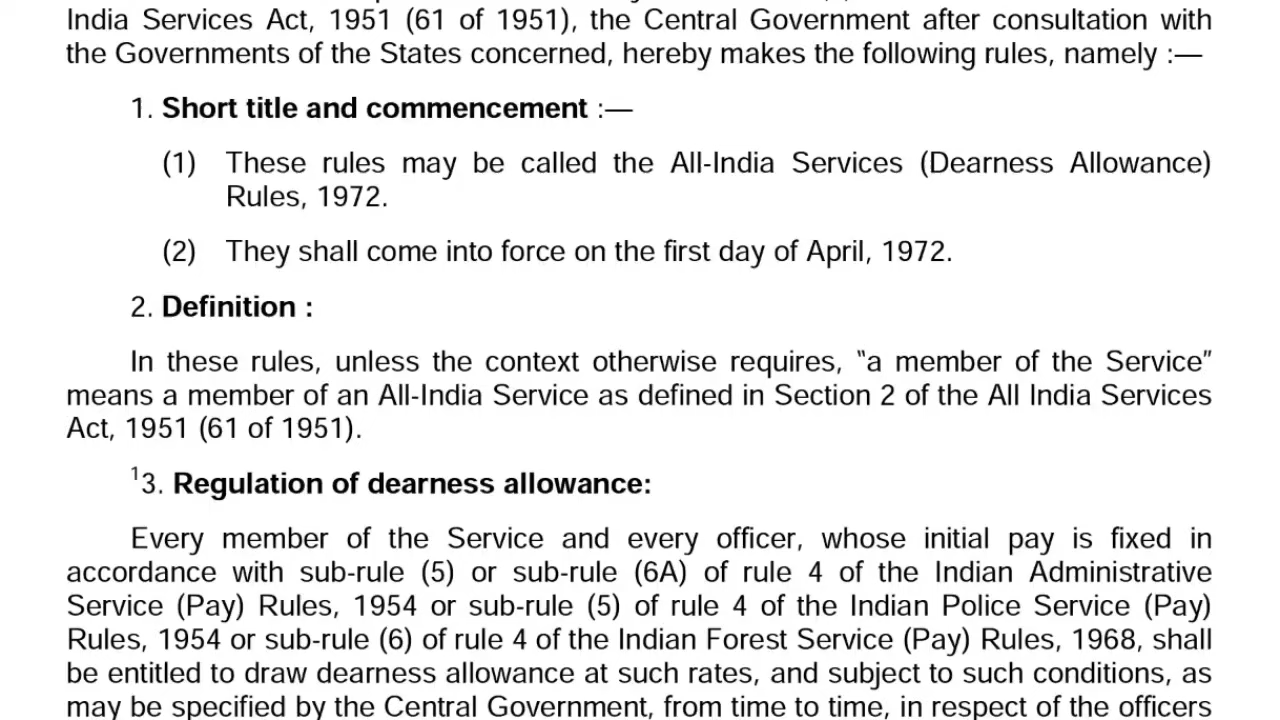 India Services Act, 1951 (61 of 1951), the Central Government after consultation with
the Governments of the States concerned, hereby makes the following rules, namely :—
1. Short title and commencement :—
(1) These rules may be called the All-India Services (Dearness Allowance)
Rules, 1972.
(2) They shall come into force on the first day of April, 1972.
2. Definition :
In these rules, unless the context otherwise requires, “a member of the Service”
means a member of an All-India Service as defined in Section 2 of the All India Services
Act, 1951 (61 of 1951).
¹3. Regulation of dearness allowance:
Every member of the Service and every officer, whose initial pay is fixed in
accordance with sub-rule (5) or sub-rule (6A) of rule 4 of the Indian Administrative
Service (Pay) Rules, 1954 or sub-rule (5) of rule 4 of the Indian Police Service (Pay)
Rules, 1954 or sub-rule (6) of rule 4 of the Indian Forest Service (Pay) Rules, 1968, shall
be entitled to draw dearness allowance at such rates, and subject to such conditions, as
may be specified by the Central Government, from time to time, in respect of the officers